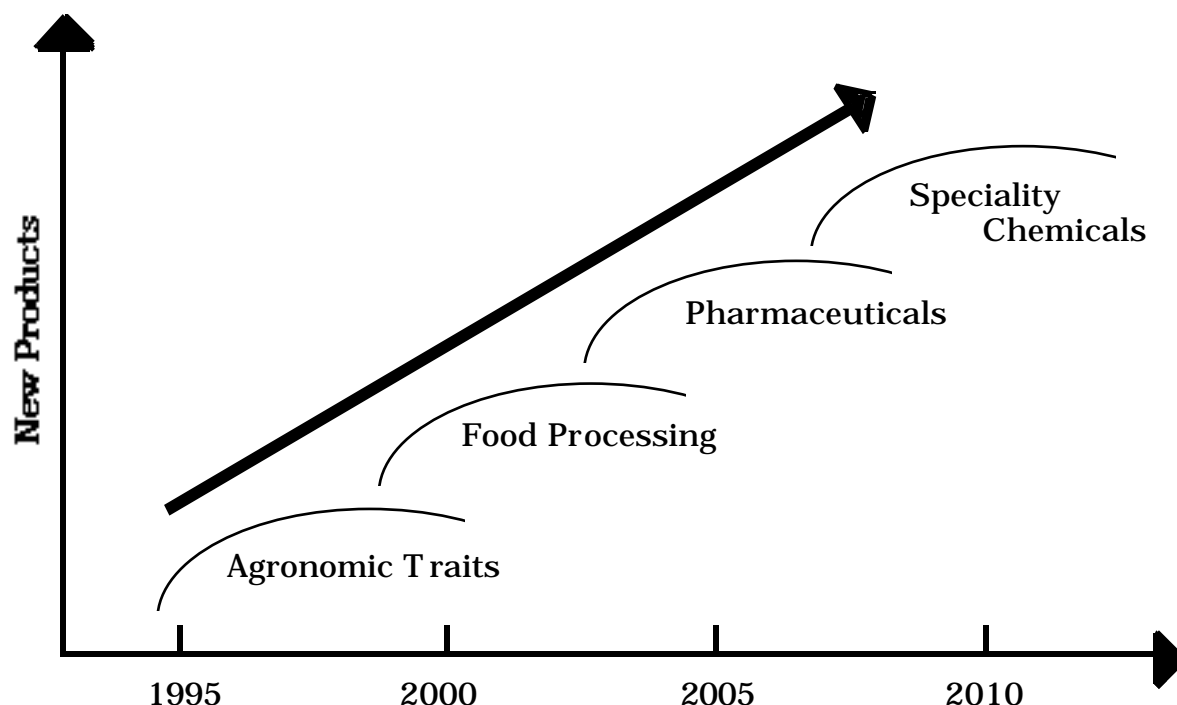 New Products
Speciality
Chemicals
Pharmaceuticals
Food Processing
Agronomic Traits
1995 2000 2005 2010